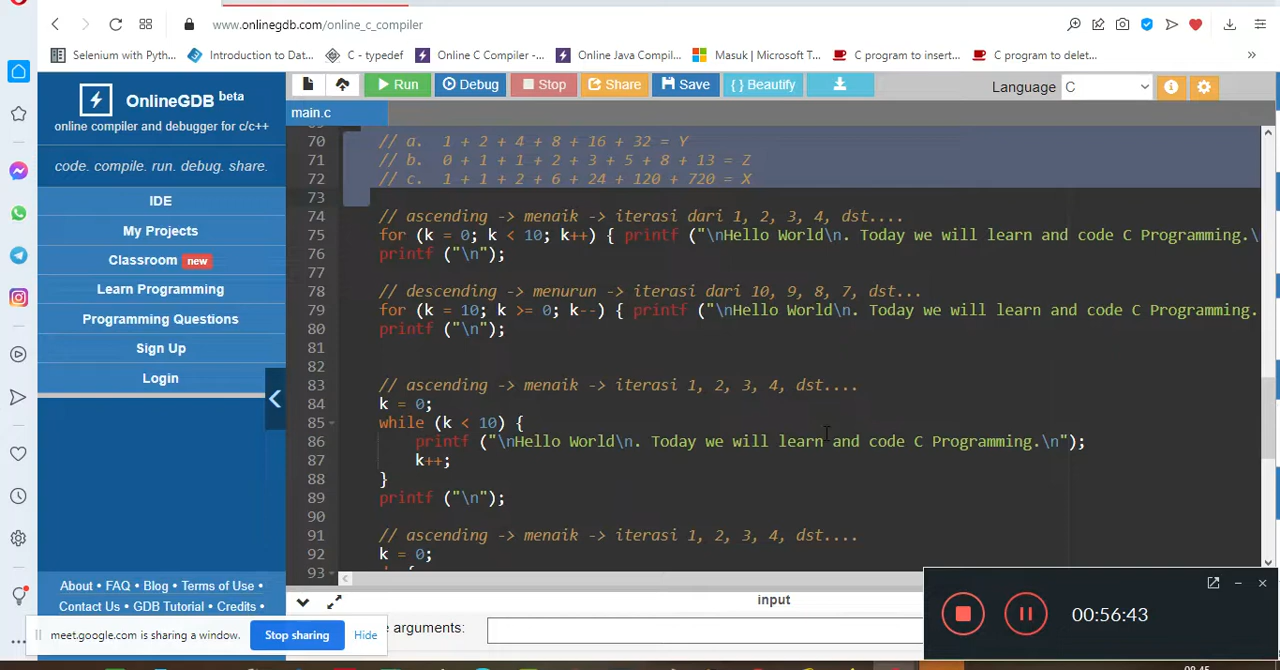 www.onlinegdb.com/online_c_compiler
Selenium with Pyth... Introduction to Dat... C - typedef Online C Compiler -... Online Java Compil... Masuk | Microsoft T... C program to insert... C program to delet... »
OnlineGDB beta
online compiler and debugger for c/c++
code. compile. run. debug. share.
IDE
My Projects
Classroom new
Learn Programming
Programming Questions
Sign Up
Login
About • FAQ • Blog • Terms of Use •
Contact Us • GDB Tutorial • Credits •
Run Debug Stop Share Save { } Beautify Language C
main.c
70 // a. 1 + 2 + 4 + 8 + 16 + 32 = Y
71 // b. 0 + 1 + 1 + 2 + 3 + 5 + 8 + 13 = Z
72 // c. 1 + 1 + 2 + 6 + 24 + 120 + 720 = X
73
74 // ascending -> menaik -> iterasi dari 1, 2, 3, 4, dst....
75 for (k = 0; k < 10; k++) { printf ("\nHello World\n. Today we will learn and code C Programming.\
76 printf ("\n");
77
78 // descending -> menurun -> iterasi dari 10, 9, 8, 7, dst...
79 for (k = 10; k >= 0; k--) { printf ("\nHello World\n. Today we will learn and code C Programming.
80 printf ("\n");
81
82
83 // ascending -> menaik -> iterasi 1, 2, 3, 4, dst....
84 k = 0;
85 while (k < 10) {
86 printf ("\nHello World\n. Today we will learn and code C Programming.\n");
87 k++;
88 }
89 printf ("\n");
90
91 // ascending -> menaik -> iterasi 1, 2, 3, 4, dst....
92 k = 0;
93
input
arguments:
meet.google.com is sharing a window. Stop sharing Hide
00:56:43